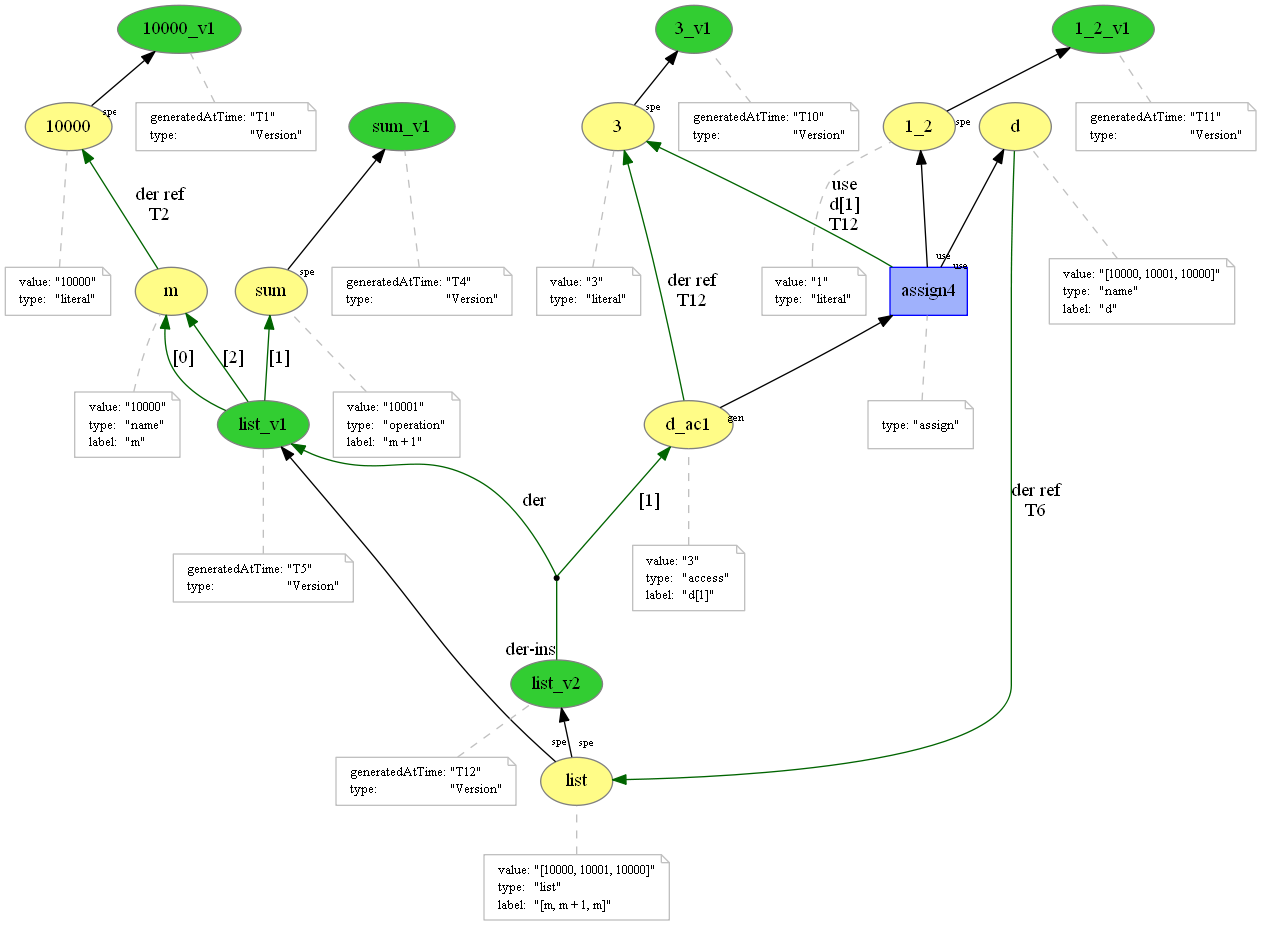 10000_v1
3_v1
1_2_v1
spe
10000
generatedAtTime: "T1"
type: "Version"
sum_v1
spe
3
generatedAtTime: "T10"
type: "Version"
1_2
spe
d
generatedAtTime: "T11"
type: "Version"
der ref
T2
use
d[1]
T12
value: "10000"
type: "literal"
m
sum
spe
generatedAtTime: "T4"
type: "Version"
value: "3"
type: "literal"
der ref
T12
value: "1"
type: "literal"
use
use
assign4
value: "[10000, 10001, 10000]"
type: "name"
label: "d"
[0]
[2]
[1]
value: "10000"
type: "name"
label: "m"
list_v1
value: "10001"
type: "operation"
label: "m + 1"
d_ac1
gen
type: "assign"
der
[1]
der ref
T6
generatedAtTime: "T5"
type: "Version"
value: "3"
type: "access"
label: "d[1]"
der-ins
list_v2
spe
spe
generatedAtTime: "T12"
type: "Version"
list
value: "[10000, 10001, 10000]"
type: "list"
label: "[m, m + 1, m]"